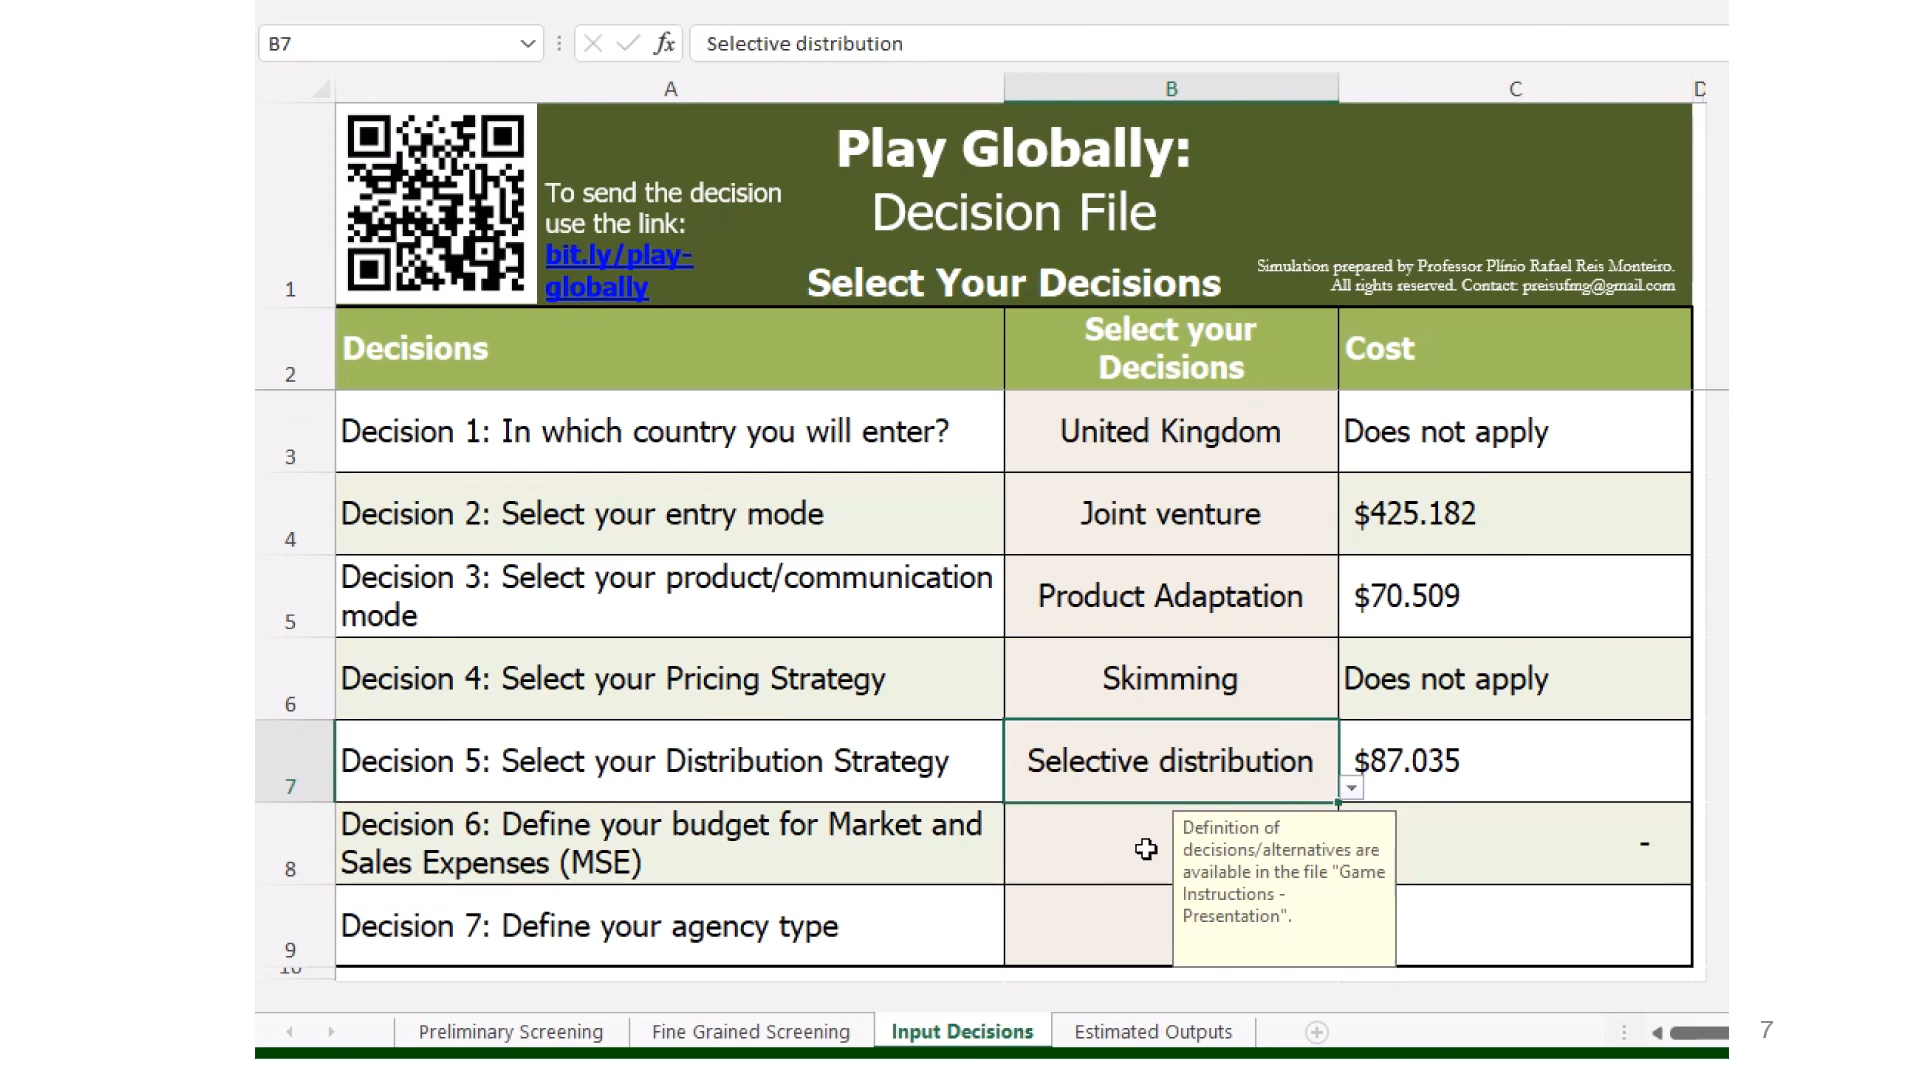 B7
fx
Selective distribution
A
B
C
D
To send the decision
use the link:
bit.ly/play-
globally
Play Globally:
Decision File
Select Your Decisions
Simulation prepared by Professor Plínio Rafael Reis Monteiro.
All rights reserved. Contact: preisufmg@gmail.com
1
Decisions
Select your
Decisions
Cost
2
Decision 1: In which country you will enter?
United Kingdom
Does not apply
3
Decision 2: Select your entry mode
Joint venture
$425.182
4
Decision 3: Select your product/communication
mode
Product Adaptation
$70.509
5
Decision 4: Select your Pricing Strategy
Skimming
Does not apply
6
Decision 5: Select your Distribution Strategy
Selective distribution
$87.035
7
Decision 6: Define your budget for Market and
Sales Expenses (MSE)
-
8
Definition of
decisions/alternatives are
available in the file "Game
Instructions -
Presentation".
Decision 7: Define your agency type
9
10
Preliminary Screening
Fine Grained Screening
Input Decisions
Estimated Outputs
7